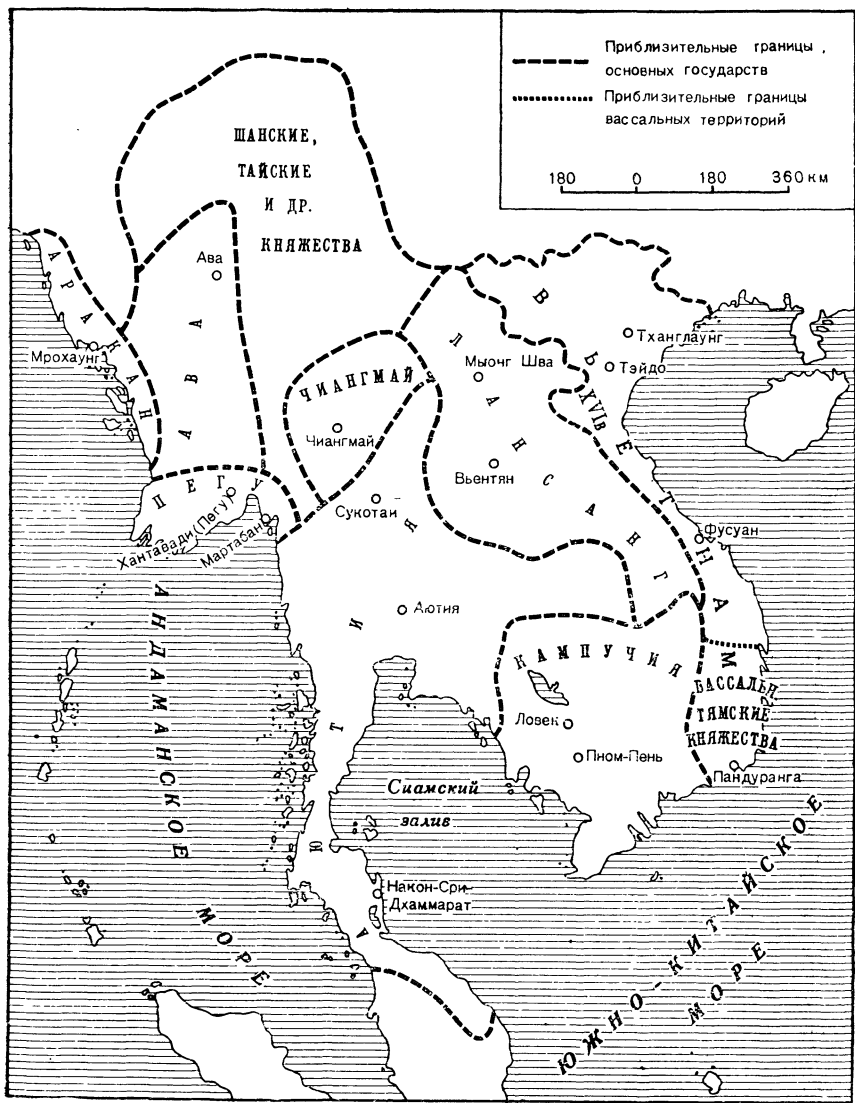 Приблизительные границы
основных государств
Приблизительные границы
вассальных территорий
180 0 180 360 км
ШАНСКИЕ,
ТАЙСКИЕ
И ДР.
КНЯЖЕСТВА
АРАКАН
Мрохаунг
Ава
АВА
ЧИАНГМАЙ
Чиангмай
ПЕГУ
Хантавади (Пегу)
Мартабан
ЛАНСАНГ
Мыонг Шва
Вьентян
ВЬЕТНАМ
XVIв
Тханглаунг
Тэйдо
Фусуан
АЮТИЯ
Сукотаи
Аютия
КАМПУЧИЯ
Ловек
Пном-Пень
ВАССАЛЬН
ТЯМСКИЕ
КНЯЖЕСТВА
Пандуранга
Сиамский
залив
Након-Сри-
Дхаммарат
АНДАМАНСКОЕ
МОРЕ
ЮЖНО-КИТАЙСКОЕ
МОРЕ